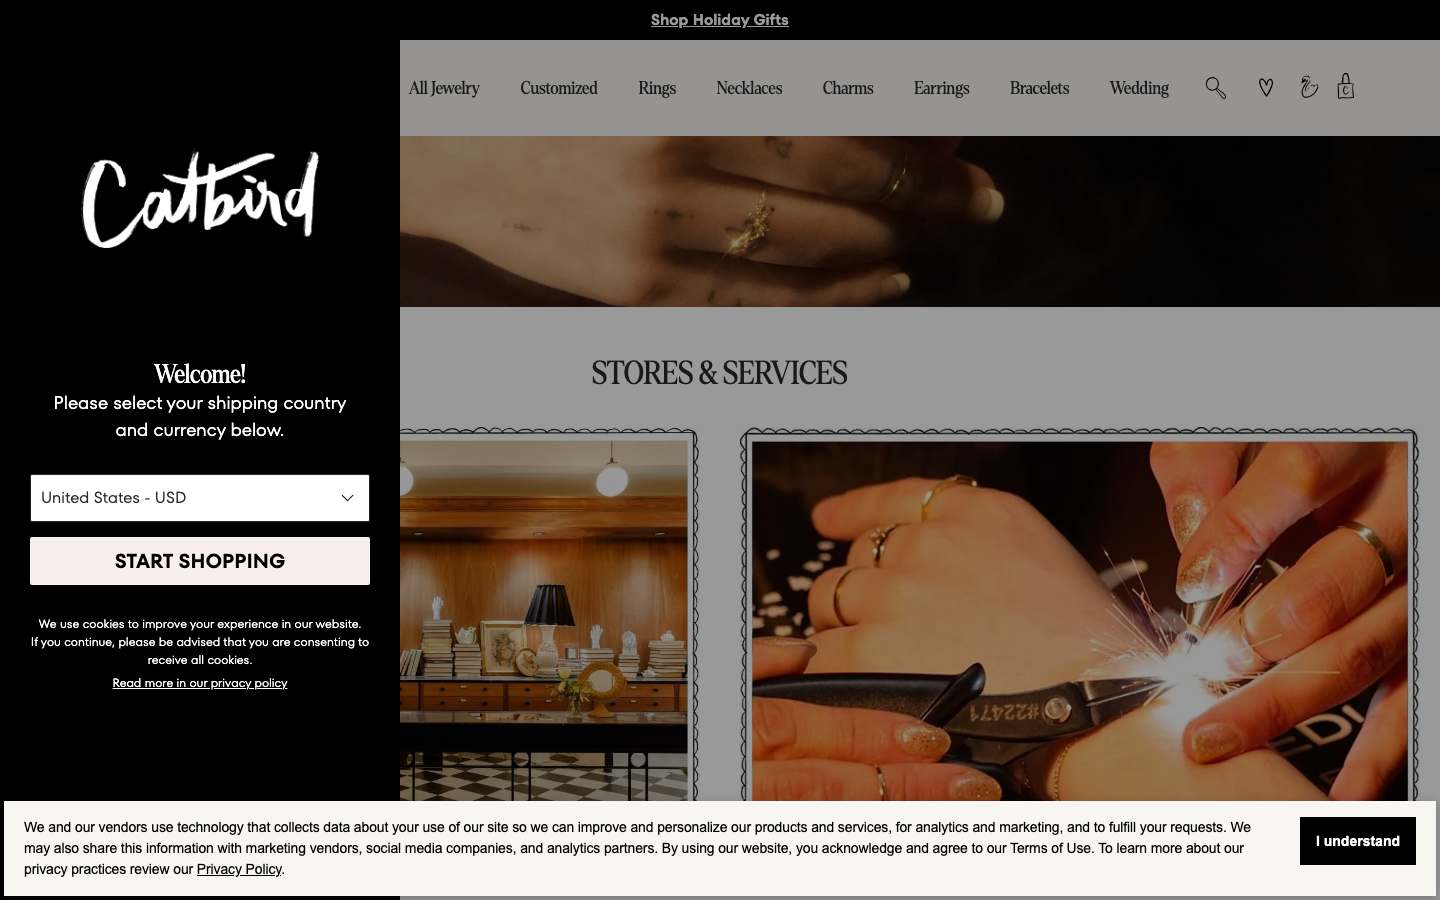 Shop Holiday Gifts
All Jewelry
Customized
Rings
Necklaces
Charms
Earrings
Bracelets
Wedding
C
Catbird
Welcome!
Please select your shipping country
and currency below.
United States - USD
START SHOPPING
We use cookies to improve your experience in our website.
If you continue, please be advised that you are consenting to
receive all cookies.
Read more in our privacy policy
STORES & SERVICES
#22471
EDI
We and our vendors use technology that collects data about your use of our site so we can improve and personalize our products and services, for analytics and marketing, and to fulfill your requests. We
may also share this information with marketing vendors, social media companies, and analytics partners. By using our website, you acknowledge and agree to our Terms of Use. To learn more about our
privacy practices review our Privacy Policy.
I understand